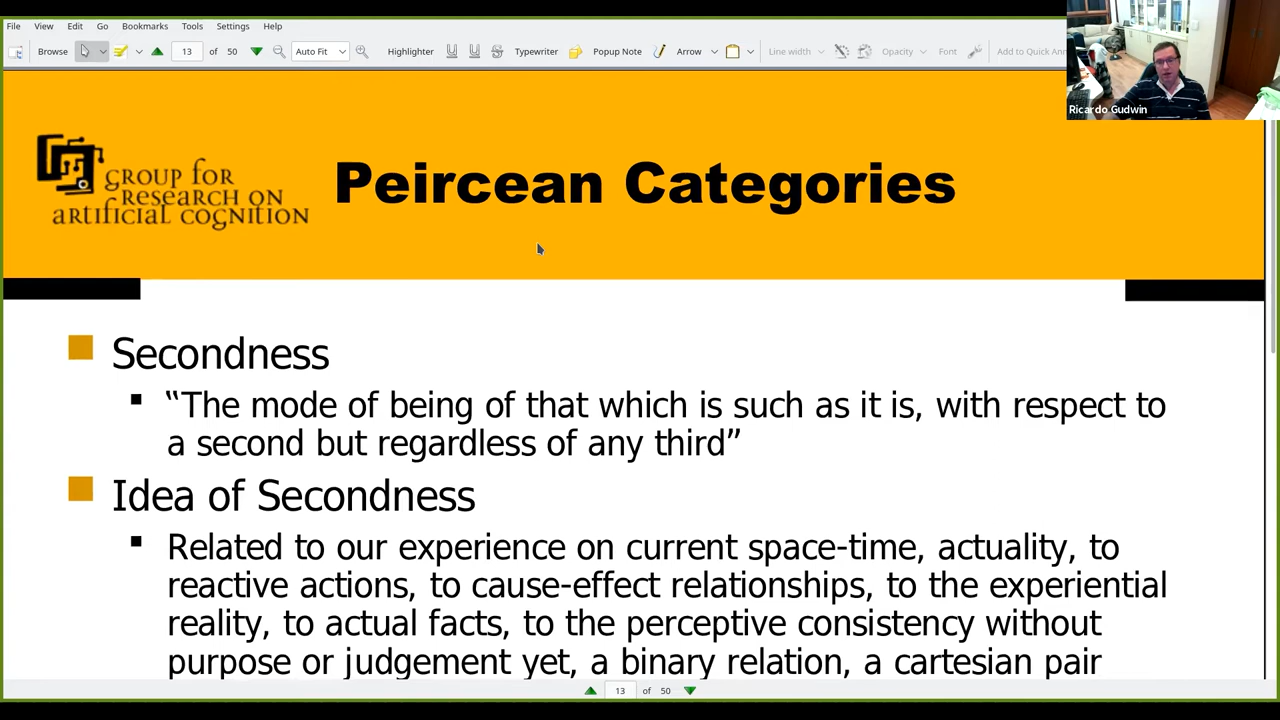 File View Edit Go Bookmarks Tools Settings Help
Browse 13 of 50 Auto Fit Highlighter Typewriter Popup Note Arrow Line width Opacity Font Add to Quick Ann
Ricardo Gudwin
GROUP FOR
RESEARCH ON
ARTIFICIAL COGNITION
Peircean Categories
Secondness
“The mode of being of that which is such as it is, with respect to
a second but regardless of any third”
Idea of Secondness
Related to our experience on current space-time, actuality, to
reactive actions, to cause-effect relationships, to the experiential
reality, to actual facts, to the perceptive consistency without
purpose or judgement yet, a binary relation, a cartesian pair
13 of 50